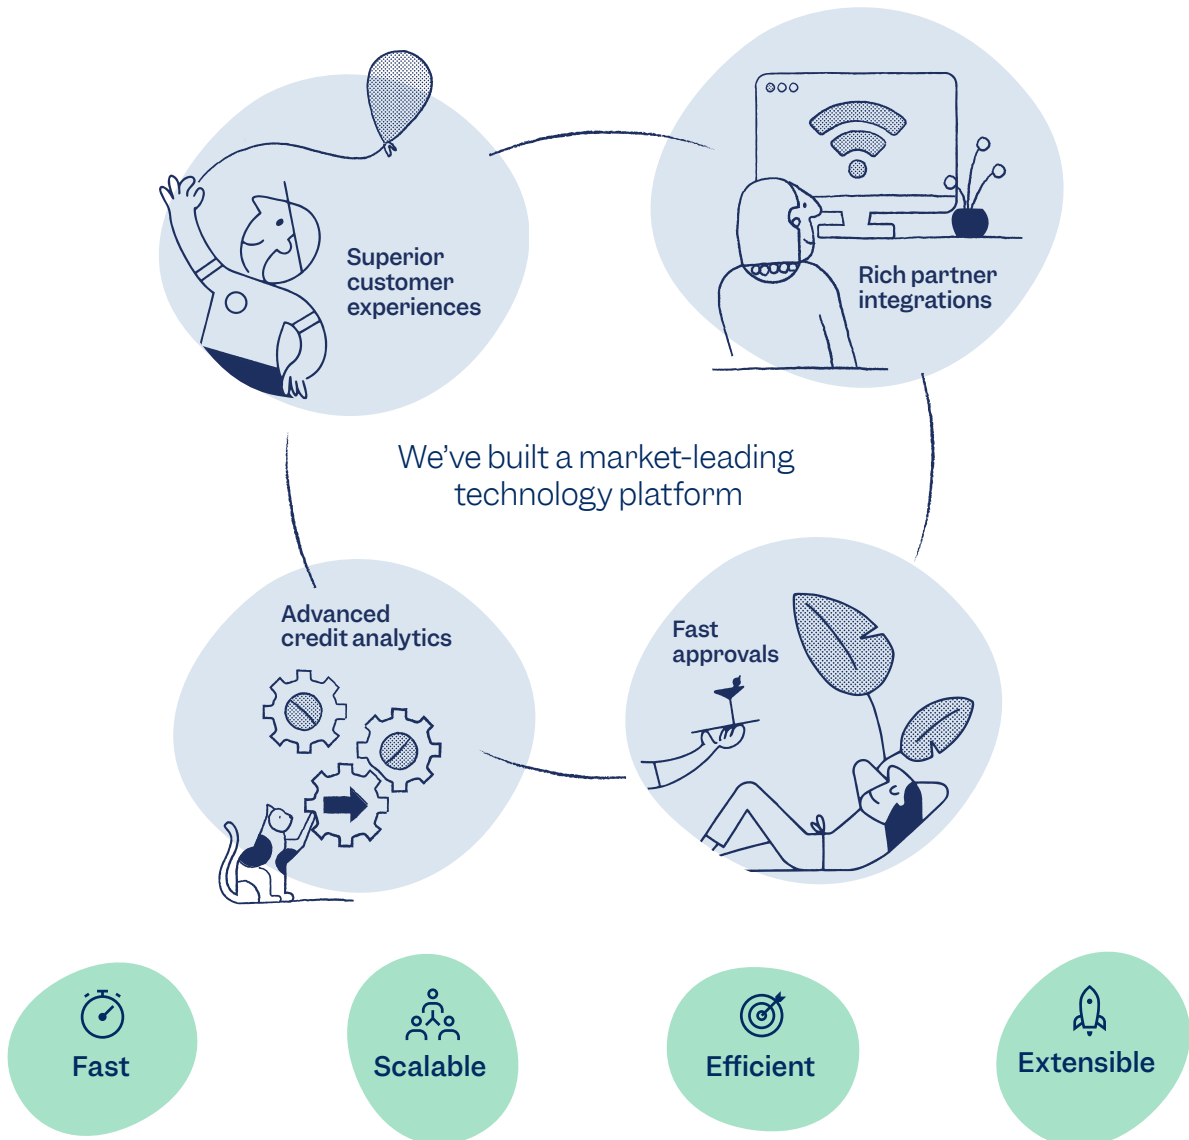 Superior
customer
experiences
Rich partner
integrations
We’ve built a market-leading
technology platform
Advanced
credit analytics
Fast
approvals
Fast
Scalable
Efficient
Extensible